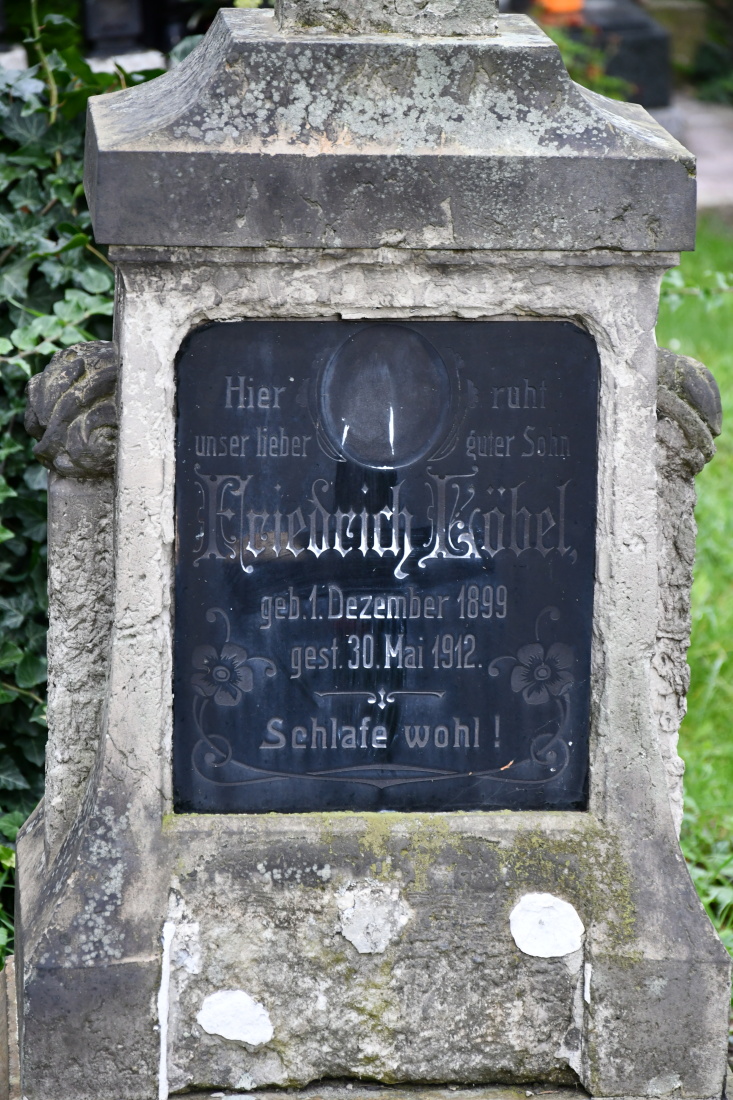 Hier ruht
unser lieber guter Sohn
Friedrich Köbel,
geb. 1. Dezember 1899
gest. 30. Mai 1912.
Schlafe wohl!